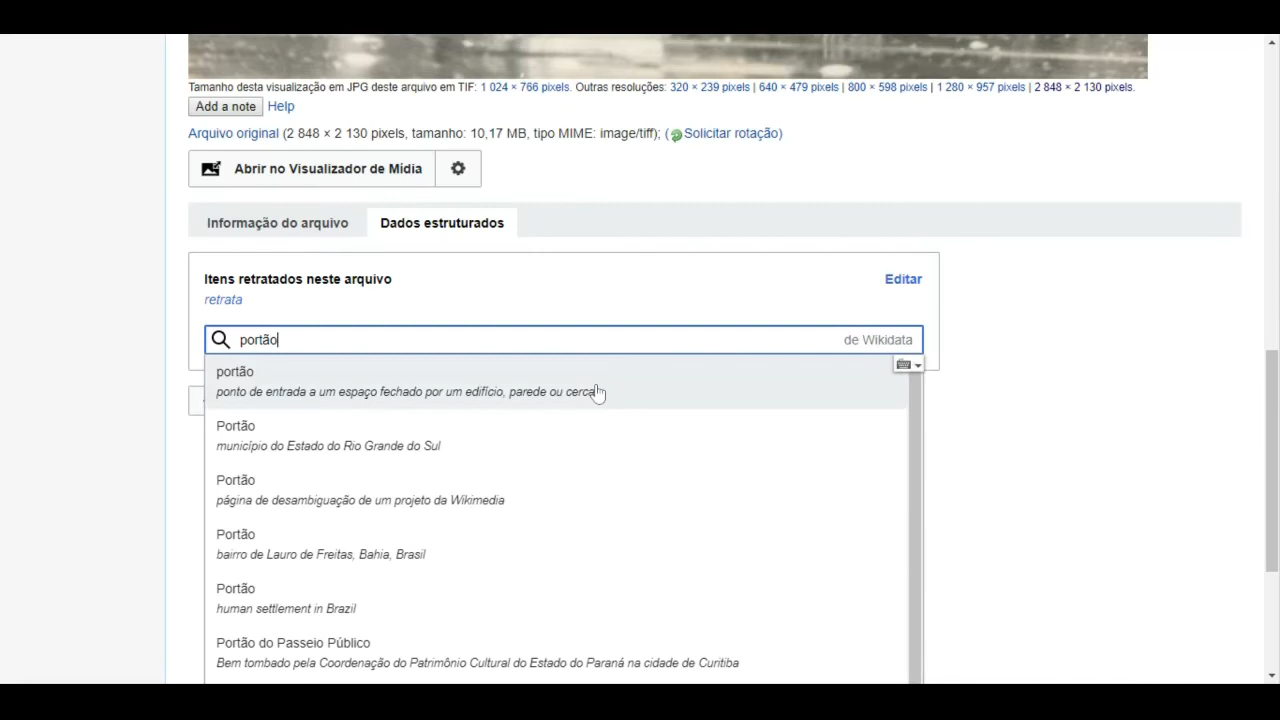 Tamanho desta visualização em JPG deste arquivo em TIF: 1 024 × 766 pixels. Outras resoluções: 320 × 239 pixels | 640 × 479 pixels | 800 × 598 pixels | 1 280 × 957 pixels | 2 848 × 2 130 pixels.
Add a note Help
Arquivo original (2 848 × 2 130 pixels, tamanho: 10,17 MB, tipo MIME: image/tiff); ( Solicitar rotação)
Abrir no Visualizador de Mídia
Informação do arquivo Dados estruturados
Itens retratados neste arquivo Editar
retrata
portão de Wikidata
portão
ponto de entrada a um espaço fechado por um edifício, parede ou cerca
Portão
município do Estado do Rio Grande do Sul
Portão
página de desambiguação de um projeto da Wikimedia
Portão
bairro de Lauro de Freitas, Bahia, Brasil
Portão
human settlement in Brazil
Portão do Passeio Público
Bem tombado pela Coordenação do Patrimônio Cultural do Estado do Paraná na cidade de Curitiba